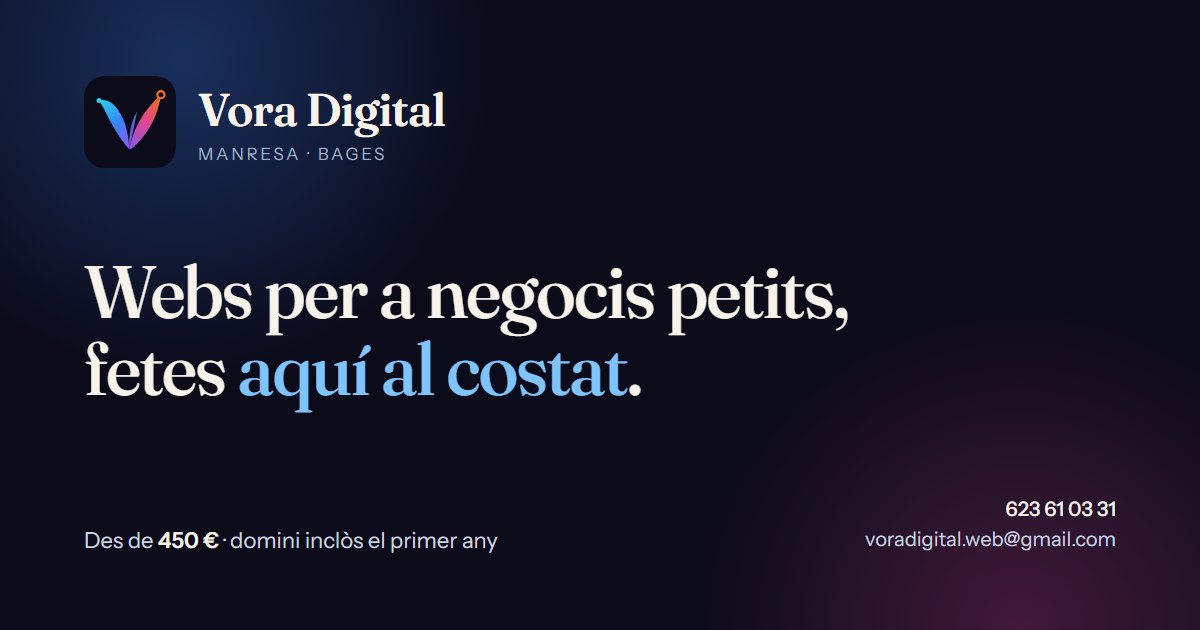 Vora Digital
MANRESA · BAGES
Webs per a negocis petits,
fetes aquí al costat.
Des de 450 € · domini inclòs el primer any
623 61 03 31
voradigital.web@gmail.com